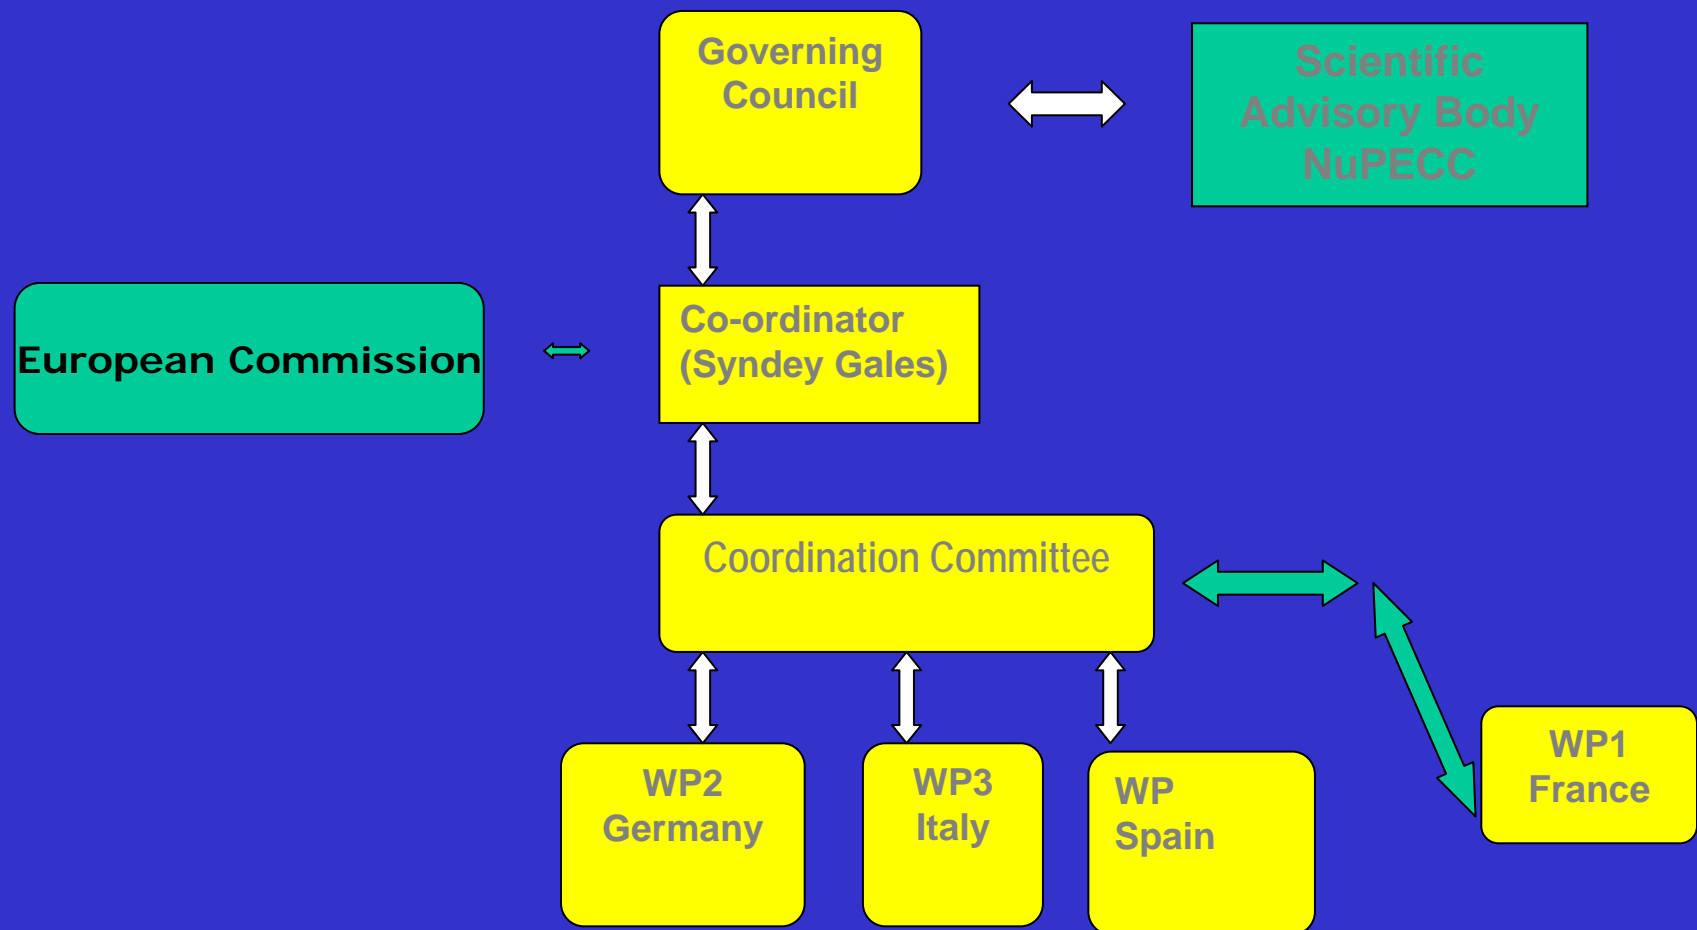 Governing
Council
Scientific
Advisory Body
NuPECC
European Commission
Co-ordinator
(Syndey Gales)
Coordination Committee
WP2
Germany
WP3
Italy
WP
Spain
WP1
France